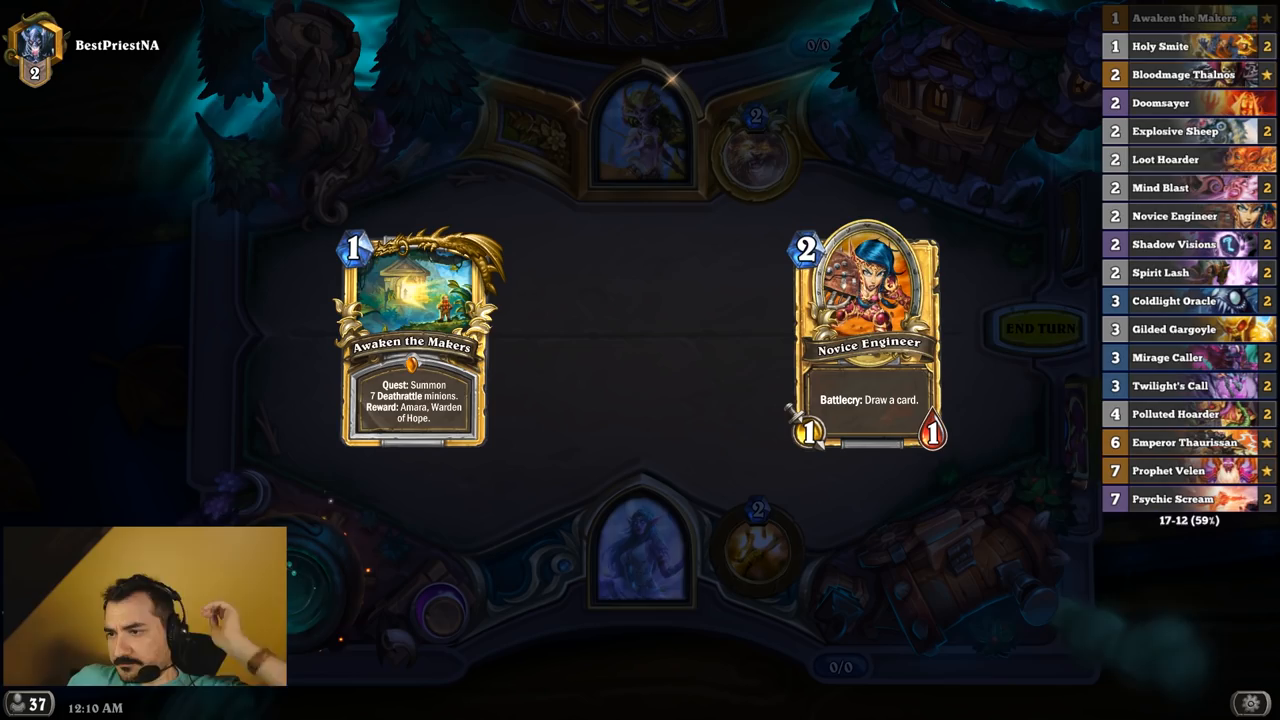 BestPriestNA
2
0/0
2
1
Awaken the Makers
Quest: Summon
7 Deathrattle minions.
Reward: Amara, Warden
of Hope.
2
Novice Engineer
Battlecry: Draw a card.
1
1
END TURN
2
0/0
37
12:10 AM
1 Awaken the Makers
1 Holy Smite 2
2 Bloodmage Thalnos
2 Doomsayer
2 Explosive Sheep 2
2 Loot Hoarder
2 Mind Blast 2
2 Novice Engineer 2
2 Shadow Visions 2
2 Spirit Lash 2
3 Coldlight Oracle 2
3 Gilded Gargoyle
3 Mirage Caller 2
3 Twilight's Call 2
4 Polluted Hoarder 2
6 Emperor Thaurissan
7 Prophet Velen
7 Psychic Scream 2
17-12 (59%)